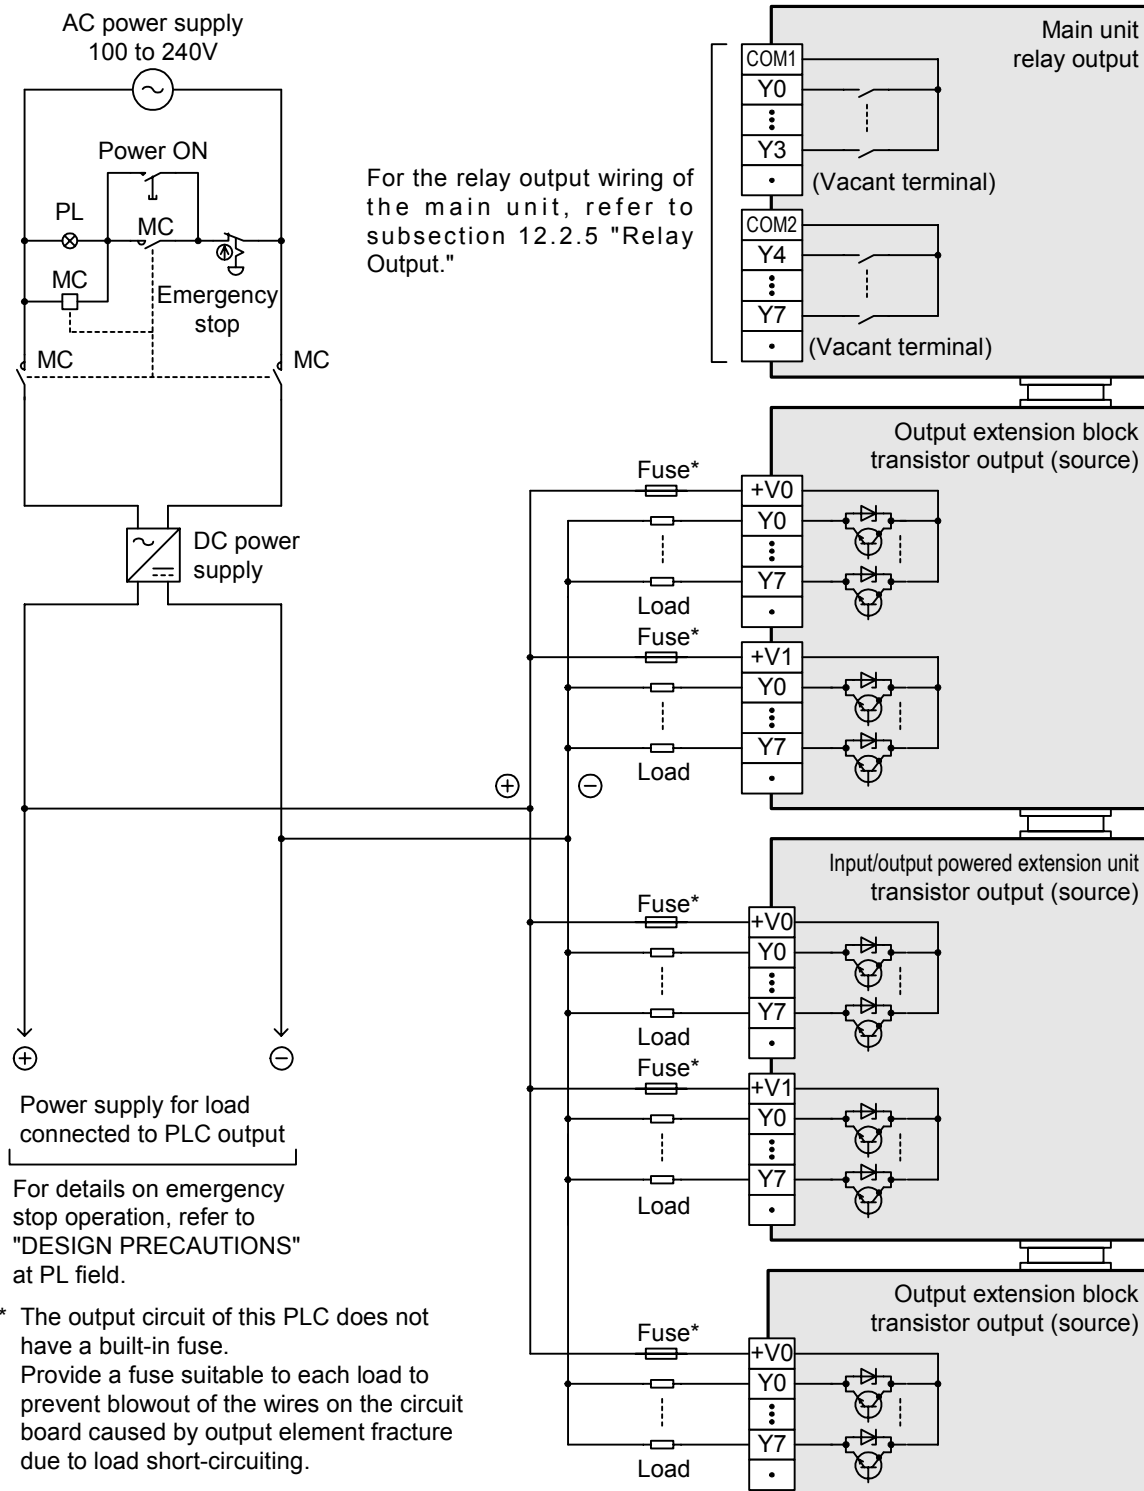 AC power supply
100 to 240V
Power ON
PL
MC
MC
Emergency
stop
MC
MC
DC power
supply
For the relay output wiring of
the main unit, refer to
subsection 12.2.5 "Relay
Output."
Main unit
relay output
COM1
Y0
Y3
(Vacant terminal)
COM2
Y4
Y7
(Vacant terminal)
Output extension block
transistor output (source)
Fuse*
+V0
Y0
Y7
Load
Fuse*
+V1
Y0
Y7
Load
+
−
Input/output powered extension unit
transistor output (source)
Fuse*
+V0
Y0
Y7
Load
Fuse*
+V1
Y0
Y7
Load
Output extension block
transistor output (source)
Fuse*
+V0
Y0
Y7
Load
+
−
Power supply for load
connected to PLC output
For details on emergency
stop operation, refer to
"DESIGN PRECAUTIONS"
at PL field.
* The output circuit of this PLC does not
have a built-in fuse.
Provide a fuse suitable to each load to
prevent blowout of the wires on the circuit
board caused by output element fracture
due to load short-circuiting.